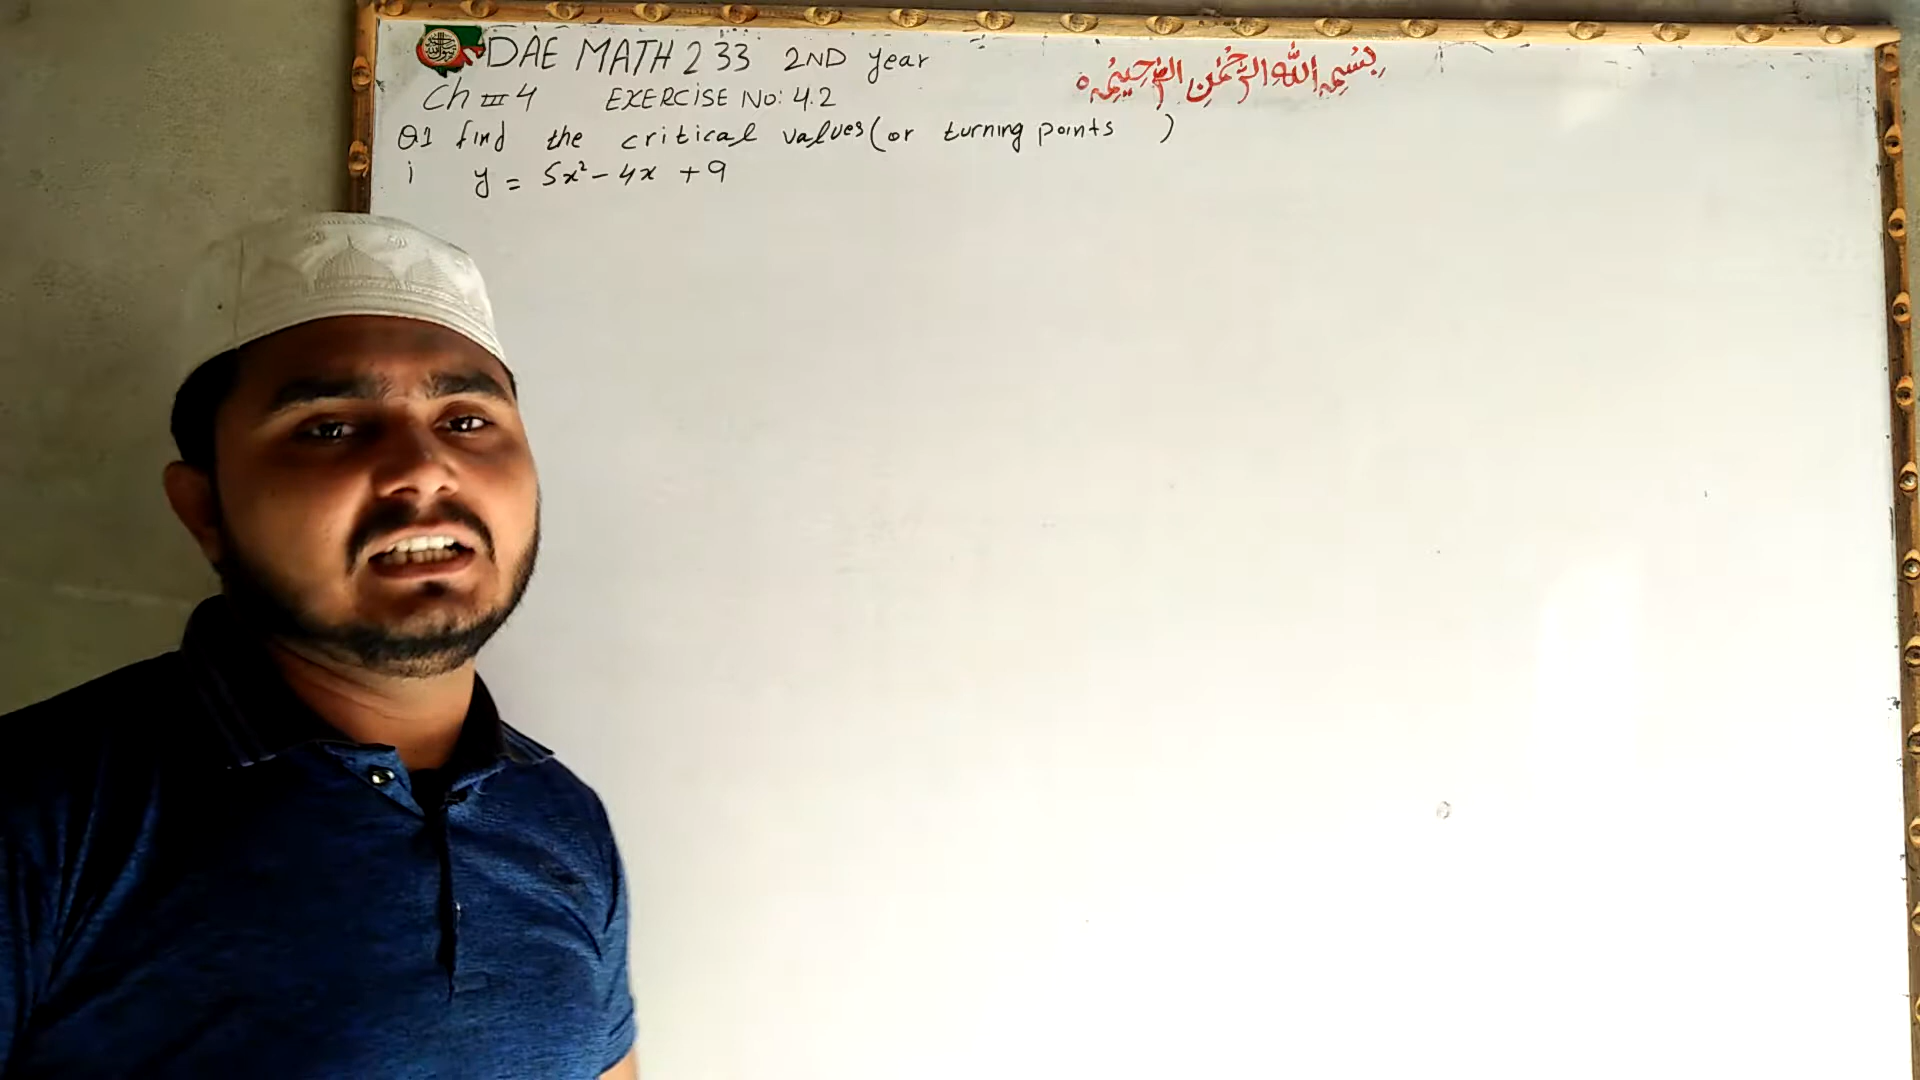 DAE MATH 233 2ND year
بِسْمِ اللهِ الرَّحْمٰنِ الرَّحِيْمِ
Ch # 4 EXERCISE No: 4.2
Q1 find the critical values (or turning points )
i y = 5x² - 4x + 9